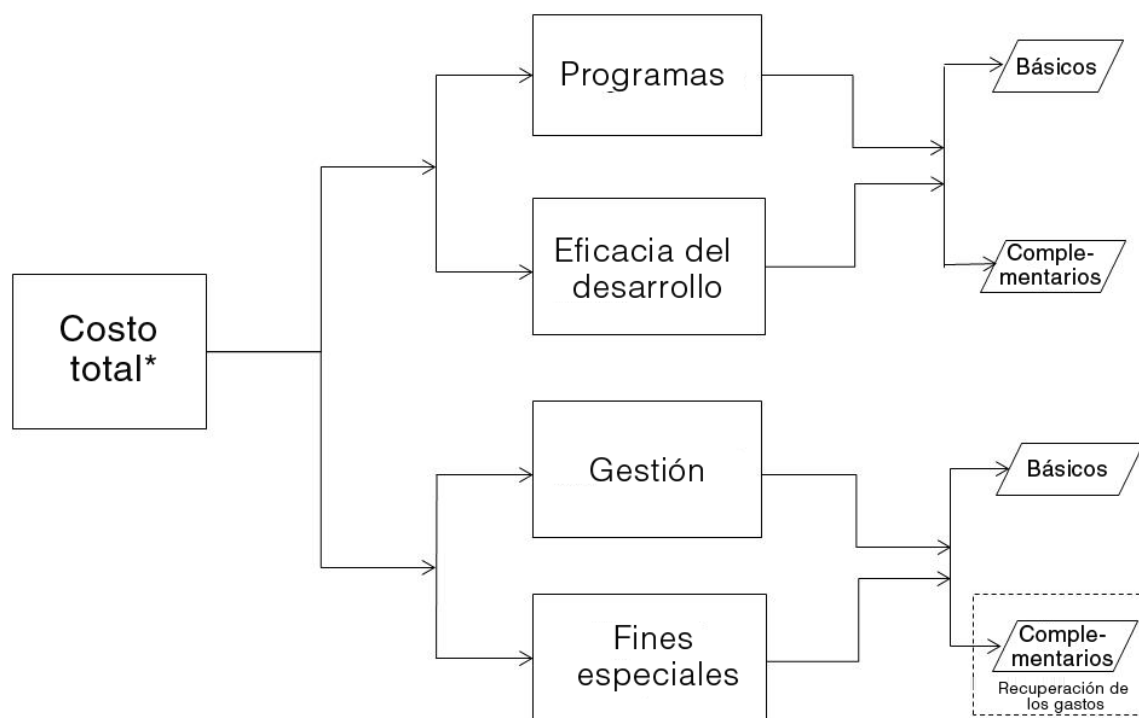 Programas
Básicos
Eficacia del
desarrollo
Comple-
mentarios
Costo
total*
Gestión
Básicos
Fines
especiales
Comple-
mentarios
Recuperación de
los gastos